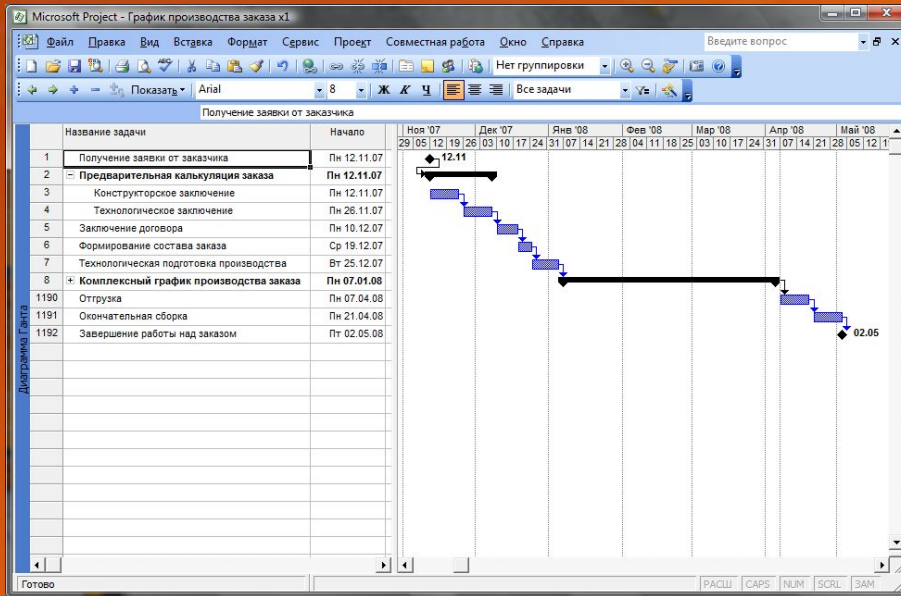 Microsoft Project - График производства заказа x1
Файл Правка Вид Вставка Формат Сервис Проект Совместная работа Окно Справка Введите вопрос
Нет группировки
Показать Arial 8 Ж К Ч Все задачи
Получение заявки от заказчика
Название задачи Начало Ноя '07 Дек '07 Янв '08 Фев '08 Мар '08 Апр '08 Май '08
29 05 12 19 26 03 10 17 24 31 07 14 21 28 04 11 18 25 03 10 17 24 31 07 14 21 28 05 12
1 Получение заявки от заказчика Пн 12.11.07 12.11
2 Предварительная калькуляция заказа Пн 12.11.07
3 Конструкторское заключение Пн 12.11.07
4 Технологическое заключение Пн 26.11.07
5 Заключение договора Пн 10.12.07
6 Формирование состава заказа Ср 19.12.07
7 Технологическая подготовка производства Вт 25.12.07
8 Комплексный график производства заказа Пн 07.01.08
1190 Отгрузка Пн 07.04.08
1191 Окончательная сборка Пн 21.04.08
1192 Завершение работы над заказом Пт 02.05.08 02.05
Диаграмма Ганта
Готово РАСШ CAPS NUM SCRL ЗАМ